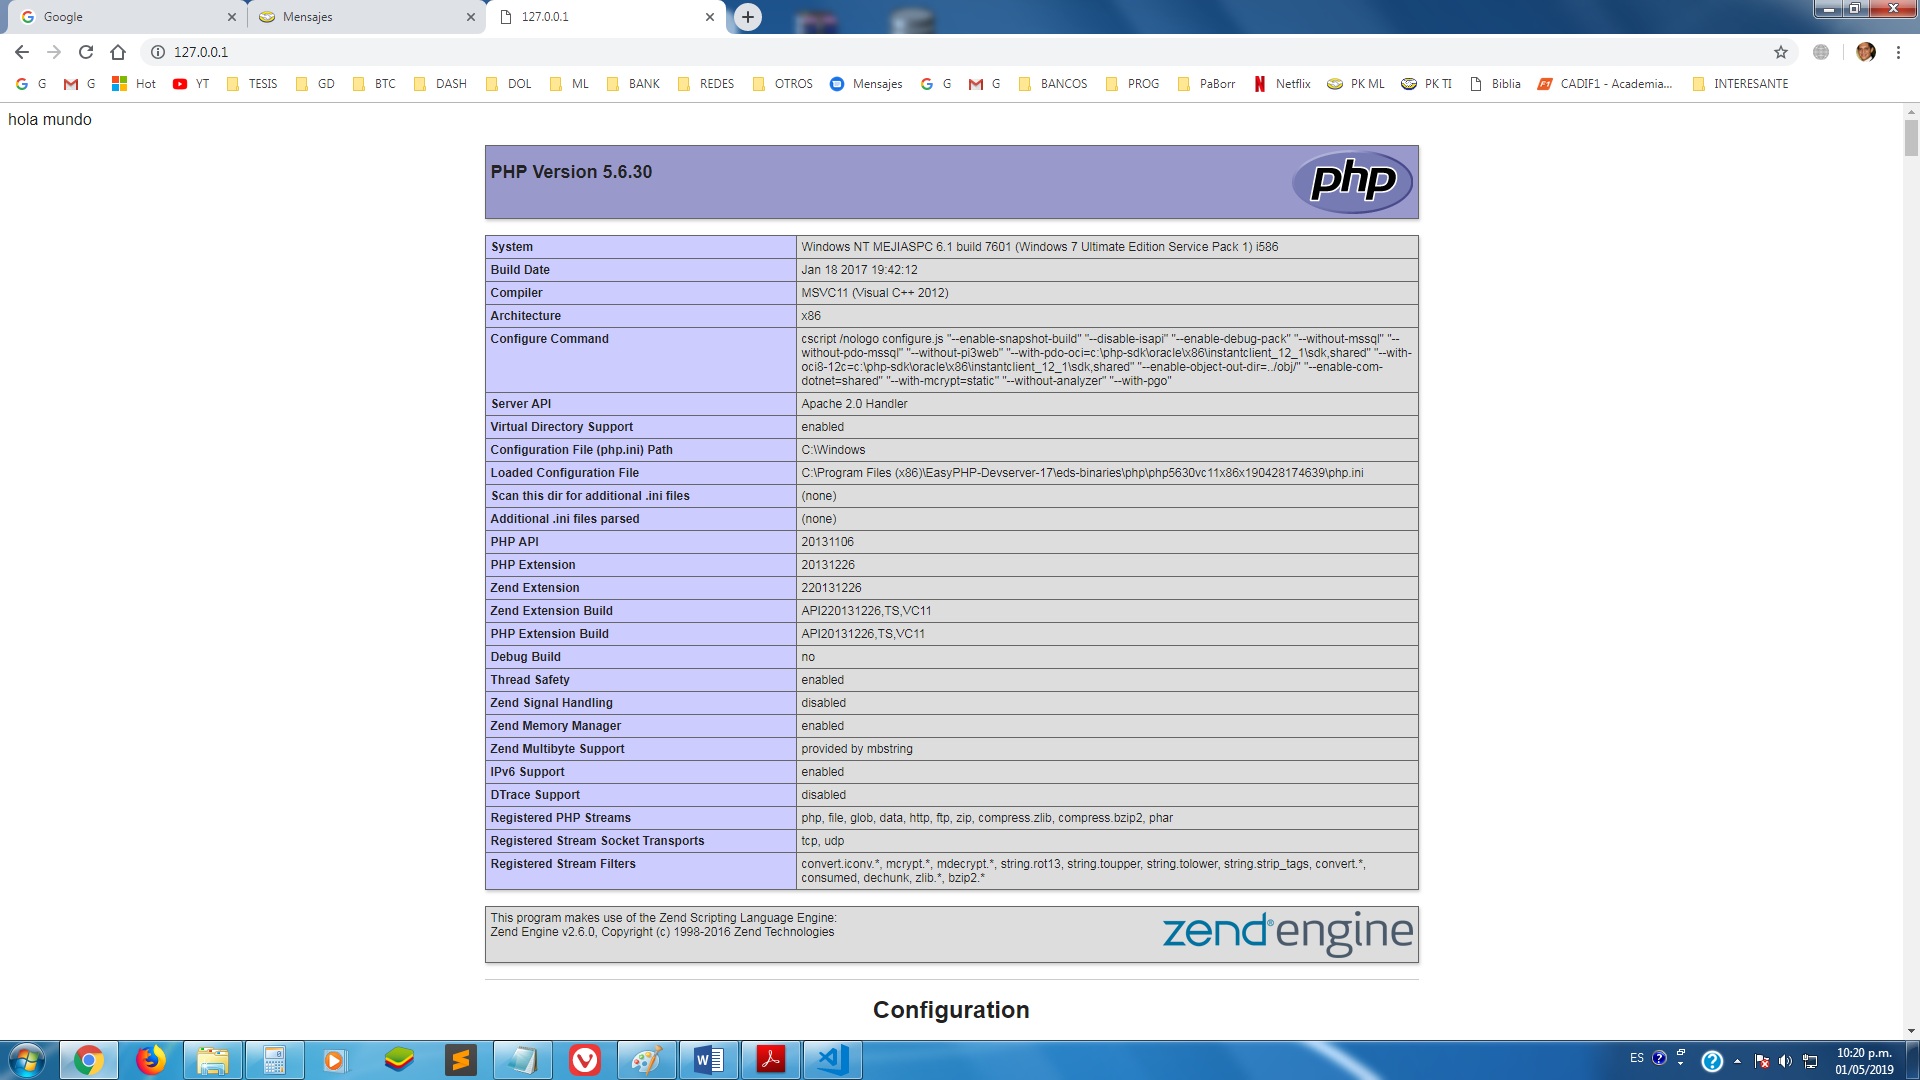 Google
Mensajes
127.0.0.1
127.0.0.1
G G Hot YT TESIS GD BTC DASH DOL ML BANK REDES OTROS Mensajes G G BANCOS PROG PaBorr Netflix PK ML PK TI Biblia CADIF1 - Academia... INTERESANTE
hola mundo
PHP Version 5.6.30
php
System Windows NT MEJIASPC 6.1 build 7601 (Windows 7 Ultimate Edition Service Pack 1) i586
Build Date Jan 18 2017 19:42:12
Compiler MSVC11 (Visual C++ 2012)
Architecture x86
Configure Command cscript /nologo configure.js "--enable-snapshot-build" "--disable-isapi" "--enable-debug-pack" "--without-mssql" "--
without-pdo-mssql" "--without-pi3web" "--with-pdo-oci=c:\php-sdk\oracle\x86\instantclient_12_1\sdk,shared" "--with-
oci8-12c=c:\php-sdk\oracle\x86\instantclient_12_1\sdk,shared" "--enable-object-out-dir=../obj/" "--enable-com-
dotnet=shared" "--with-mcrypt=static" "--without-analyzer" "--with-pgo"
Server API Apache 2.0 Handler
Virtual Directory Support enabled
Configuration File (php.ini) Path C:\Windows
Loaded Configuration File C:\Program Files (x86)\EasyPHP-Devserver-17\eds-binaries\php\php5630vc11x86x190428174639\php.ini
Scan this dir for additional .ini files (none)
Additional .ini files parsed (none)
PHP API 20131106
PHP Extension 20131226
Zend Extension 220131226
Zend Extension Build API220131226,TS,VC11
PHP Extension Build API20131226,TS,VC11
Debug Build no
Thread Safety enabled
Zend Signal Handling disabled
Zend Memory Manager enabled
Zend Multibyte Support provided by mbstring
IPv6 Support enabled
DTrace Support disabled
Registered PHP Streams php, file, glob, data, http, ftp, zip, compress.zlib, compress.bzip2, phar
Registered Stream Socket Transports tcp, udp
Registered Stream Filters convert.iconv.*, mcrypt.*, mdecrypt.*, string.rot13, string.toupper, string.tolower, string.strip_tags, convert.*,
consumed, dechunk, zlib.*, bzip2.*
This program makes use of the Zend Scripting Language Engine:
Zend Engine v2.6.0, Copyright (c) 1998-2016 Zend Technologies
zend® engine
Configuration
ES
10:20 p.m.
01/05/2019